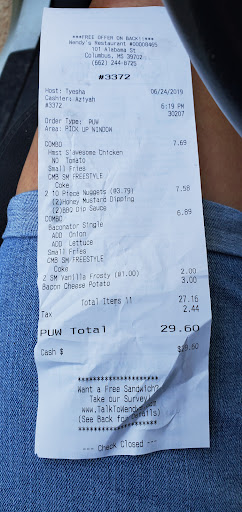 ***FREE OFFER ON BACK!!***
Wendy's Restaurant #00000465
101 Alabama St
Columbus, MS 39702
(662) 244-8725
#3372
Host: Tyesha 06/24/2019
Cashier: Aziyah 6:19 PM
#3372 30207
Order Type: PUW
Area: PICK UP WINDOW
COMBO 7.69
Hmst S'avesome Chicken
NO Tomato
Small Fries
CMB SM FREESTYLE
Coke
2 10 Piece Nuggets (@3.79) 7.58
(2)Honey Mustard Dipping
(2)BBQ Dip Sauce
COMBO 6.89
Baconator Single
ADD Onion
ADD Lettuce
Small Fries
CMB SM FREESTYLE
Coke
2 SM Vanilla Frosty (@1.00) 2.00
Bacon Cheese Potato 3.00
Total Items 11 27.16
Tax 2.44
PUW Total 29.60
Cash $ $29.60
**********************
Want a Free Sandwich?
Take our Survey!
(See Back for Details)
**********************
--- Check Closed ---